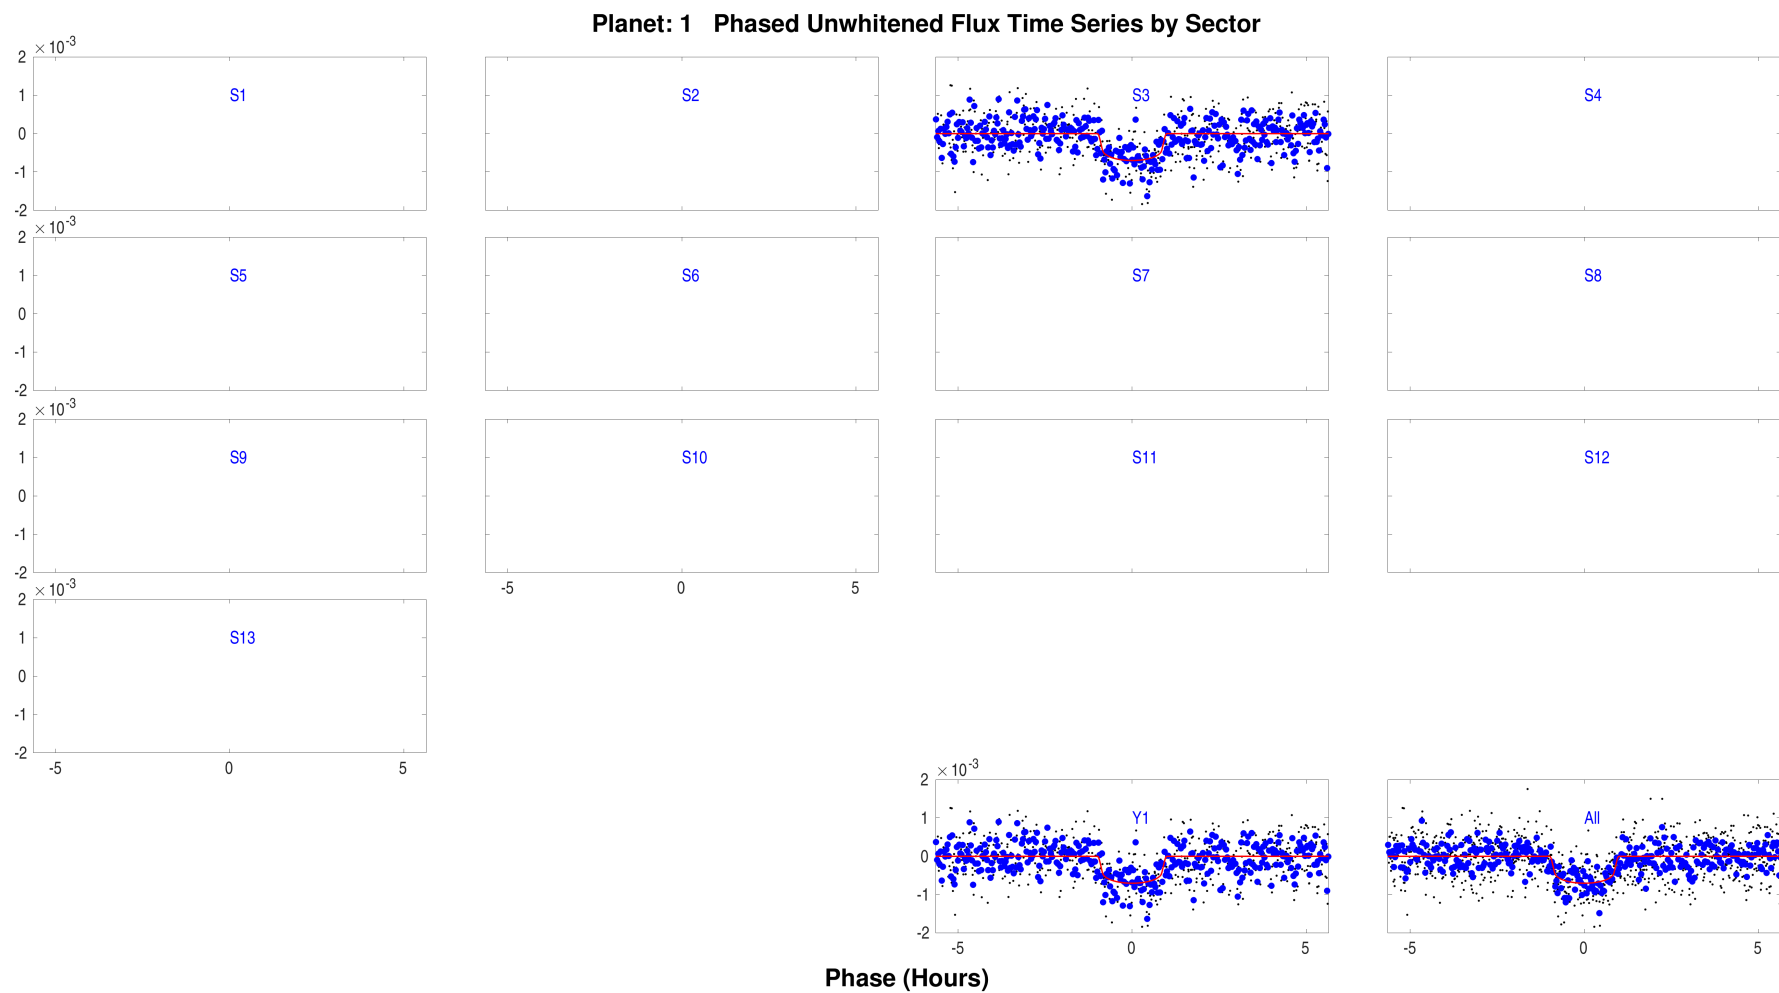 Planet: 1 Phased Unwhitened Flux Time Series by Sector
× 10⁻³
2
1
0
-1
-2
S1
S2
S3
S4
× 10⁻³
2
1
0
-1
-2
S5
S6
S7
S8
× 10⁻³
2
1
0
-1
-2
S9
S10
S11
S12
-5 0 5
× 10⁻³
2
1
0
-1
-2
S13
-5 0 5
× 10⁻³
2
1
0
-1
-2
Y1
All
-5 0 5
-5 0 5
Phase (Hours)